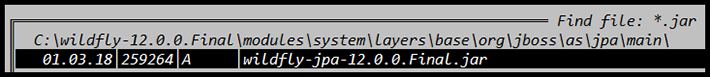 Find file: *.jar
C:\wildfly-12.0.0.Final\modules\system\layers\base\org\jboss\as\jpa\main\
01.03.18|259264|A |wildfly-jpa-12.0.0.Final.jar